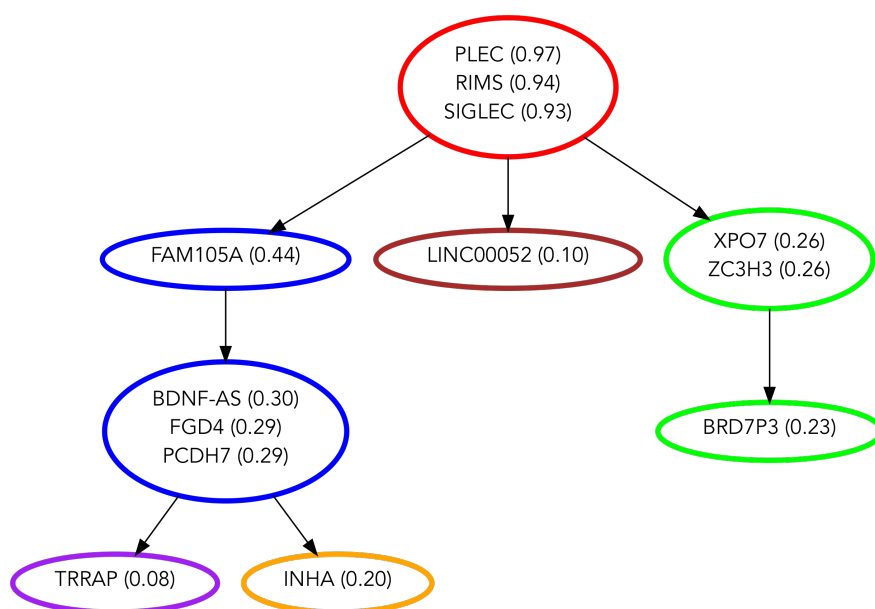 PLEC (0.97)
RIMS (0.94)
SIGLEC (0.93)
FAM105A (0.44)
LINC00052 (0.10)
XPO7 (0.26)
ZC3H3 (0.26)
BDNF-AS (0.30)
FGD4 (0.29)
PCDH7 (0.29)
BRD7P3 (0.23)
TRRAP (0.08)
INHA (0.20)